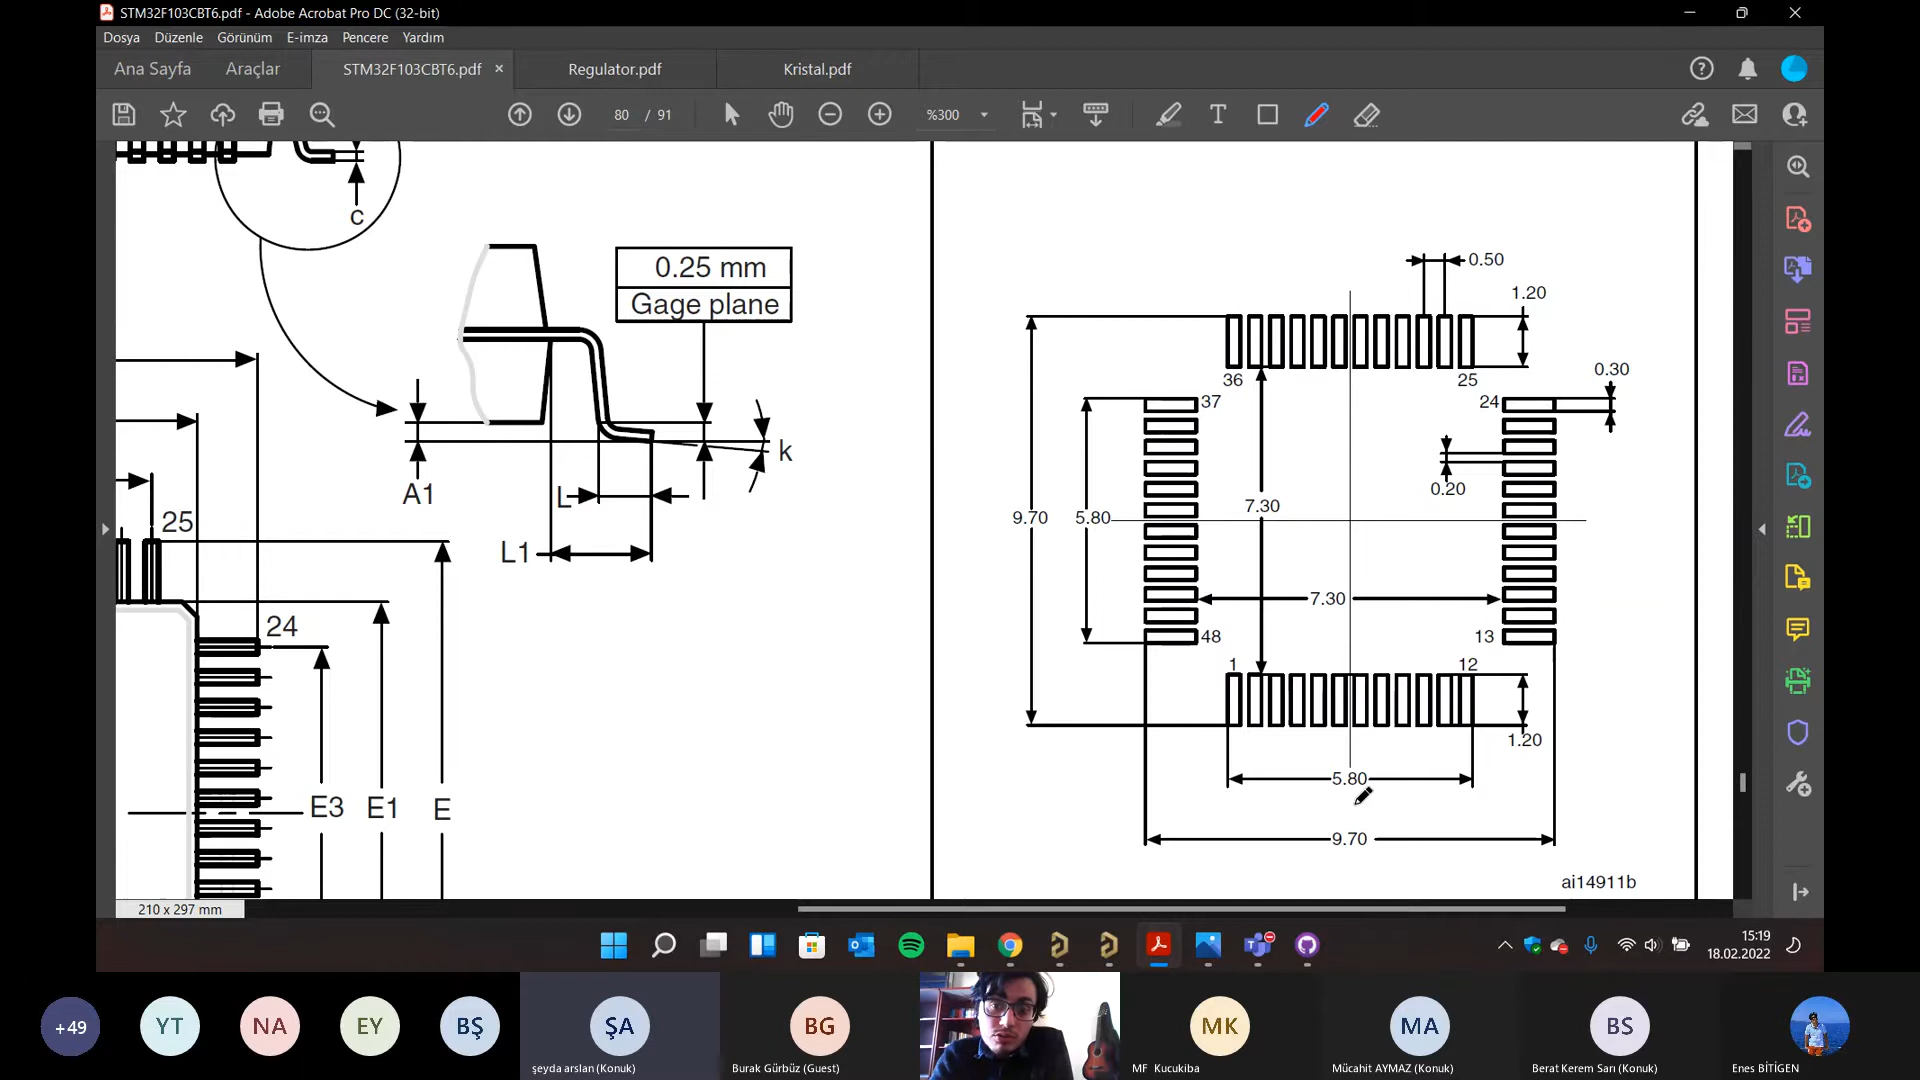 STM32F103CBT6.pdf - Adobe Acrobat Pro DC (32-bit)
Dosya Düzenle Görünüm E-imza Pencere Yardım
Ana Sayfa Araçlar STM32F103CBT6.pdf × Regulator.pdf Kristal.pdf
80 / 91 %300
c
0.25 mm
Gage plane
k
A1
L
L1
25
24
E3 E1 E
0.50
1.20
0.30
36 25
37 24
0.20
9.70 5.80 7.30
7.30
48 13
1 12
1.20
5.80
9.70
ai14911b
210 x 297 mm
15:19
18.02.2022
+49 YT NA EY BŞ ŞA BG MK MA BS
şeyda arslan (Konuk) Burak Gürbüz (Guest) MF Kucukiba Mücahit AYMAZ (Konuk) Berat Kerem Sarı (Konuk) Enes BİTİGEN